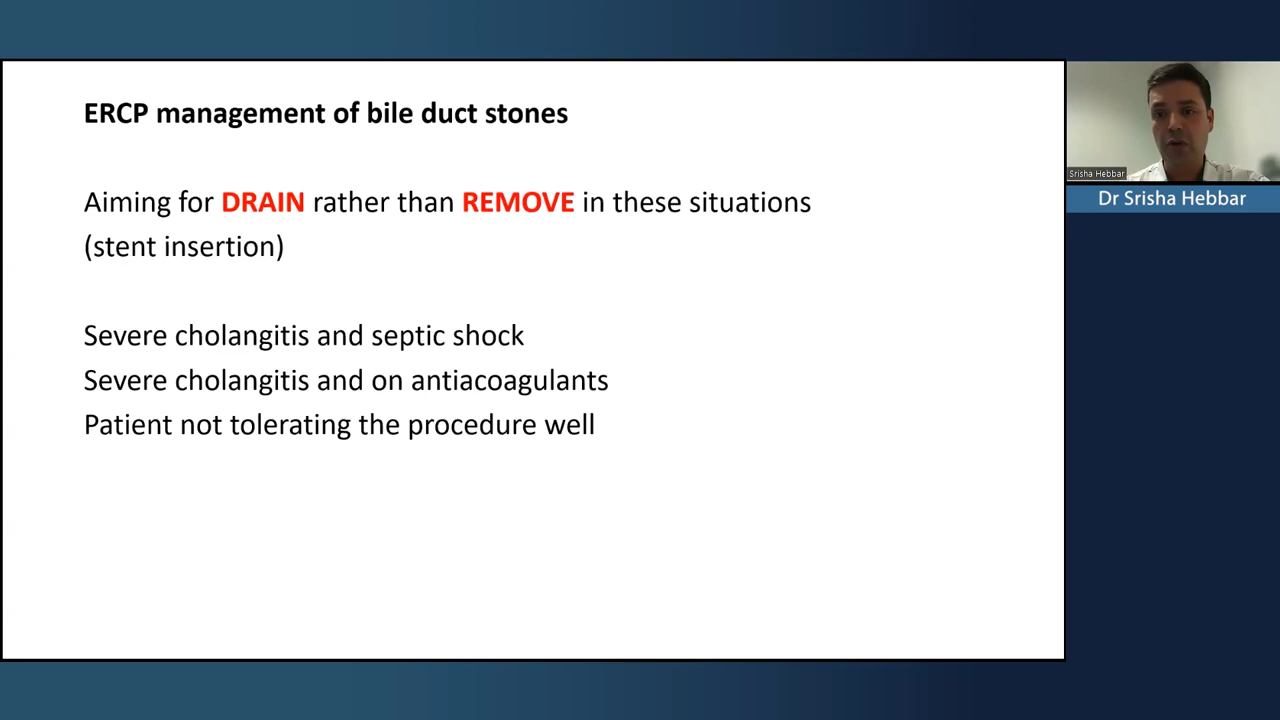 ERCP management of bile duct stones
Aiming for DRAIN rather than REMOVE in these situations
(stent insertion)
Severe cholangitis and septic shock
Severe cholangitis and on antiacoagulants
Patient not tolerating the procedure well
Srisha Hebbar
Dr Srisha Hebbar